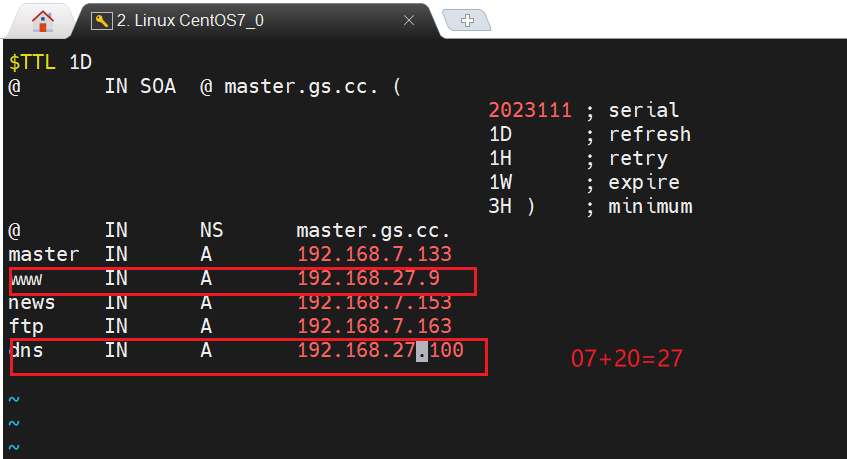 2. Linux CentOS7_0
$TTL 1D
@ IN SOA @ master.gs.cc. (
2023111 ; serial
1D ; refresh
1H ; retry
1W ; expire
3H ) ; minimum
@ IN NS master.gs.cc.
master IN A 192.168.7.133
www IN A 192.168.27.9
news IN A 192.168.7.153
ftp IN A 192.168.7.163
dns IN A 192.168.27.100
07+20=27
~
~
~